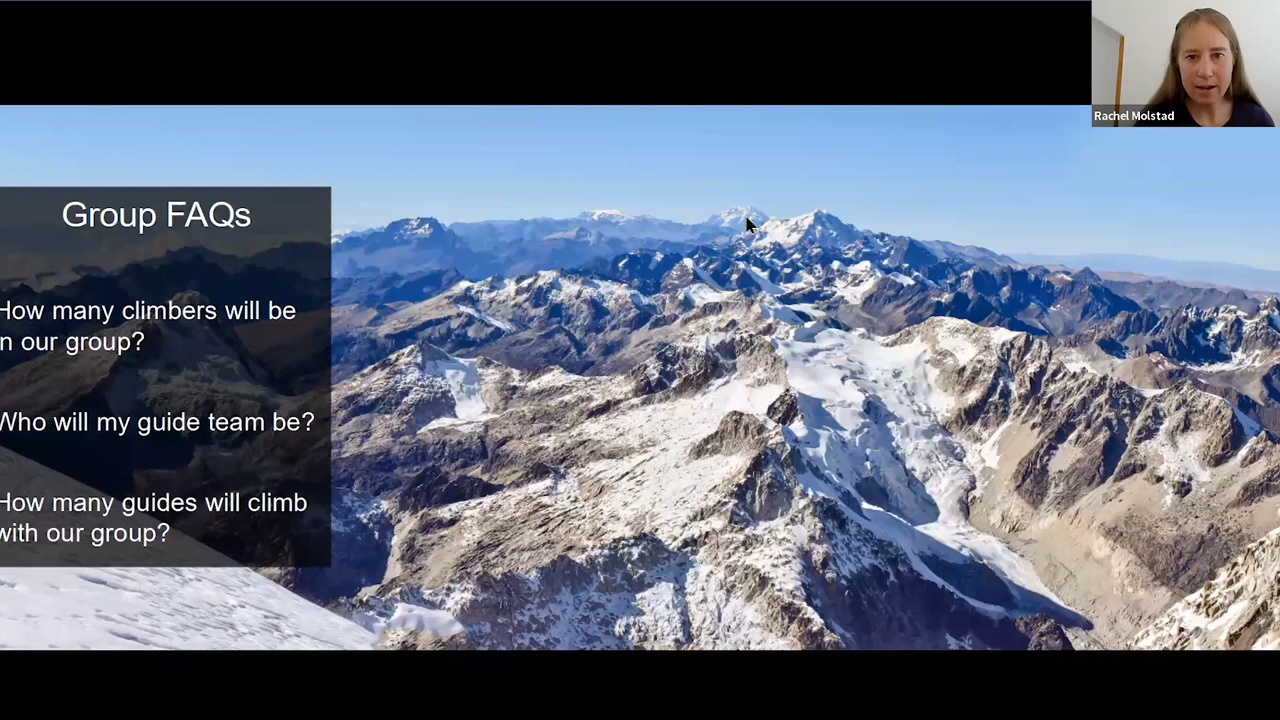 Rachel Molstad
Group FAQs
How many climbers will be
in our group?
Who will my guide team be?
How many guides will climb
with our group?